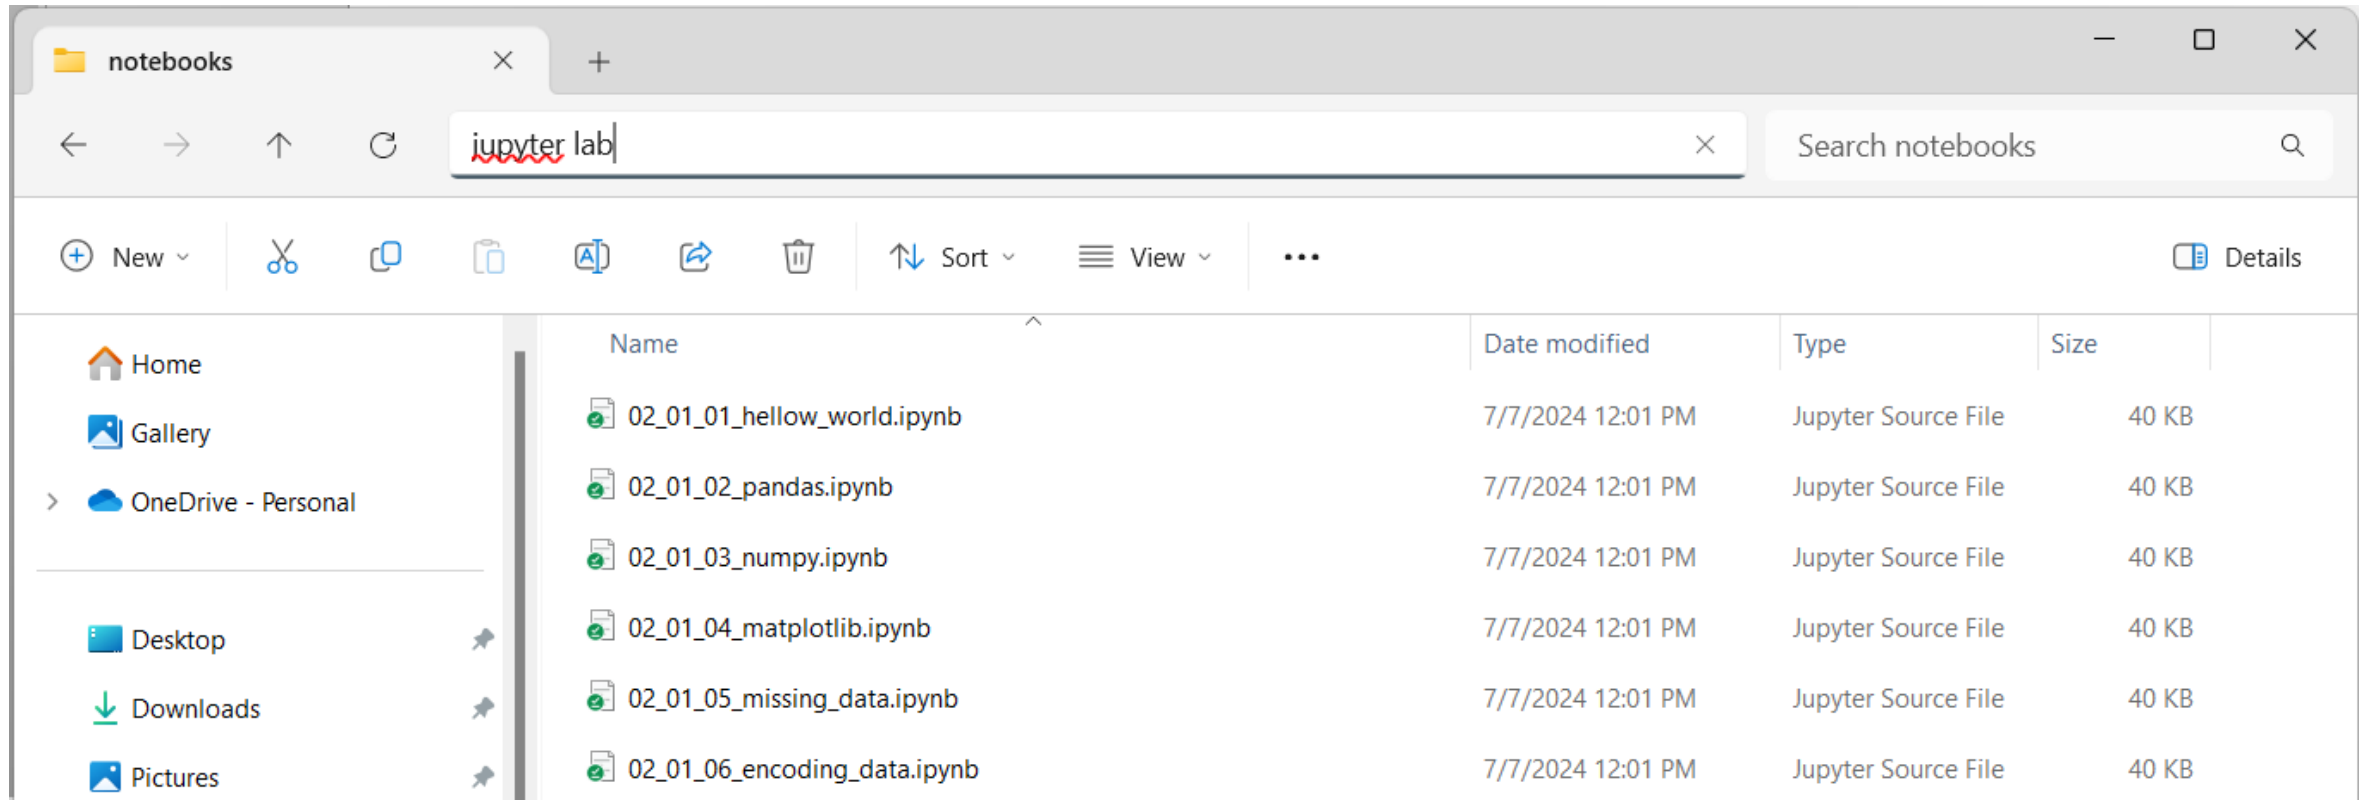 notebooks
jupyter lab
Search notebooks
New
Sort
View
Details
Home
Gallery
OneDrive - Personal
Desktop
Downloads
Pictures
Name Date modified Type Size
02_01_01_hellow_world.ipynb 7/7/2024 12:01 PM Jupyter Source File 40 KB
02_01_02_pandas.ipynb 7/7/2024 12:01 PM Jupyter Source File 40 KB
02_01_03_numpy.ipynb 7/7/2024 12:01 PM Jupyter Source File 40 KB
02_01_04_matplotlib.ipynb 7/7/2024 12:01 PM Jupyter Source File 40 KB
02_01_05_missing_data.ipynb 7/7/2024 12:01 PM Jupyter Source File 40 KB
02_01_06_encoding_data.ipynb 7/7/2024 12:01 PM Jupyter Source File 40 KB